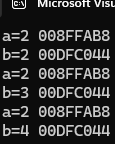 Microsoft Visu
a=2 008FFAB8
b=2 00DFC044
a=2 008FFAB8
b=3 00DFC044
a=2 008FFAB8
b=4 00DFC044